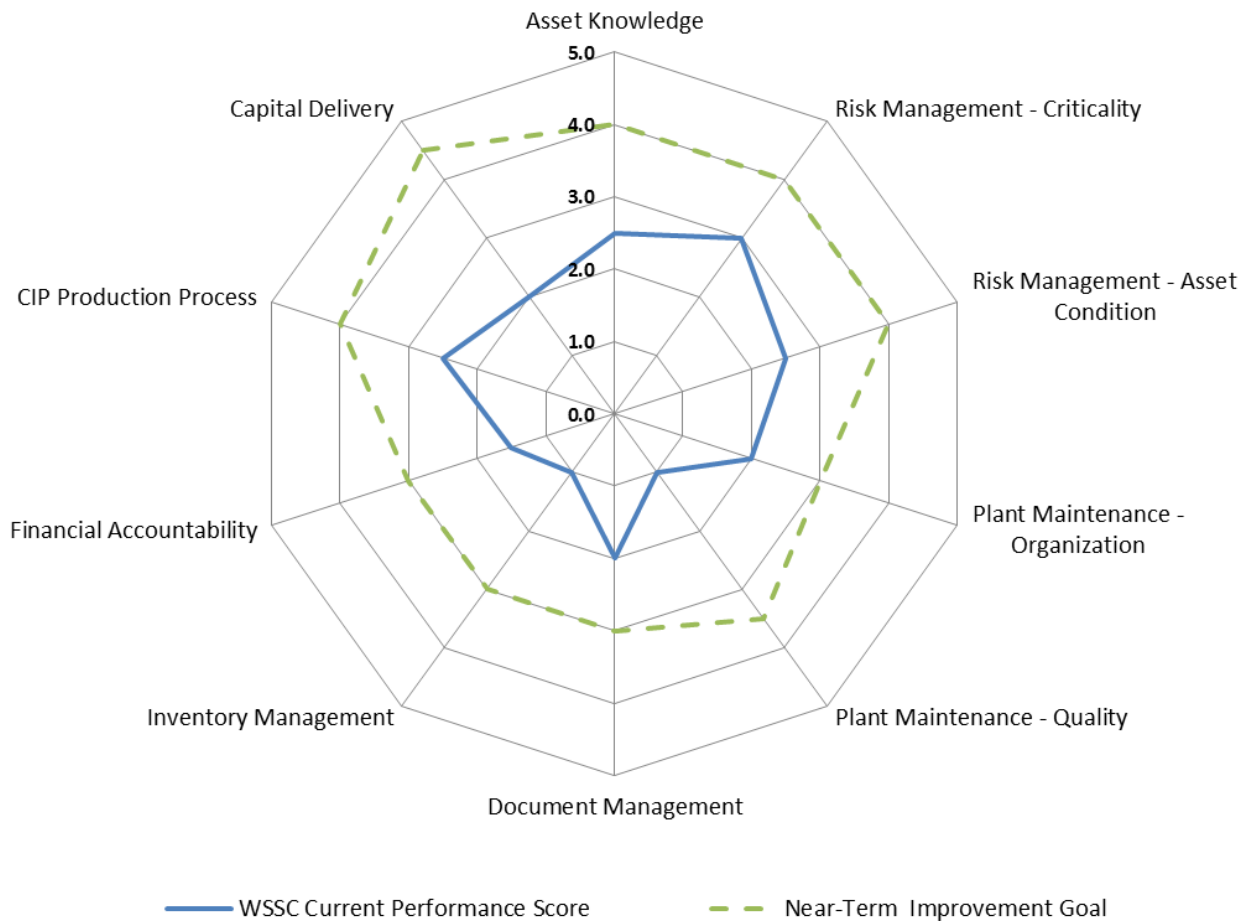 Asset Knowledge
5.0
Capital Delivery
Risk Management - Criticality
4.0
3.0
CIP Production Process
Risk Management - Asset
Condition
2.0
1.0
0.0
Financial Accountability
Plant Maintenance -
Organization
Inventory Management
Plant Maintenance - Quality
Document Management
WSSC Current Performance Score
Near-Term Improvement Goal